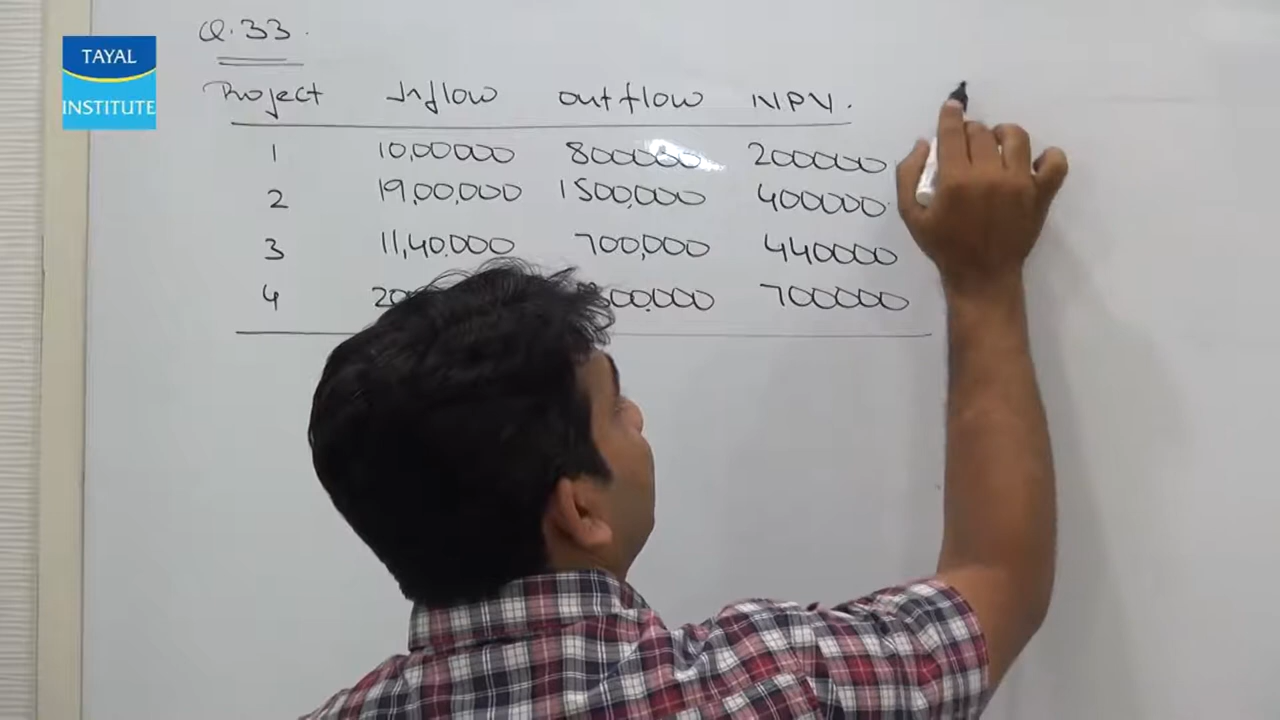 Q.33.
TAYAL
INSTITUTE
Project Inflow outflow NPV.
1 10,00000 800000 200000
2 19,00,000 1500,000 400000
3 11,40.000 700,000 440000
4 700000